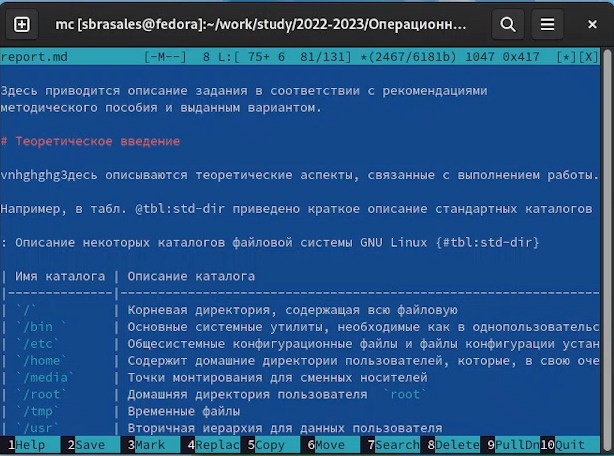 mc [sbrasales@fedora]:~/work/study/2022-2023/Операционн...
report.md [-M--] 8 L:[ 75+ 6 81/131] *(2467/6181b) 1047 0x417 [*][X]
Здесь приводится описание задания в соответствии с рекомендациями
методического пособия и выданным вариантом.
# Теоретическое введение
vnhghghgЗдесь описываются теоретические аспекты, связанные с выполнением работы.
Например, в табл. @tbl:std-dir приведено краткое описание стандартных каталогов
: Описание некоторых каталогов файловой системы GNU Linux {#tbl:std-dir}
| Имя каталога | Описание каталога
|--------------|----------------------------------------------------------------
| `/` | Корневая директория, содержащая всю файловую
| `/bin ` | Основные системные утилиты, необходимые как в однопользовательс
| `/etc` | Общесистемные конфигурационные файлы и файлы конфигурации устан
| `/home` | Содержит домашние директории пользователей, которые, в свою оче
| `/media` | Точки монтирования для сменных носителей
| `/root` | Домашняя директория пользователя `root`
| `/tmp` | Временные файлы
| `/usr` | Вторичная иерархия для данных пользователя
1Help 2Save 3Mark 4Replac 5Copy 6Move 7Search 8Delete 9PullDn 10Quit